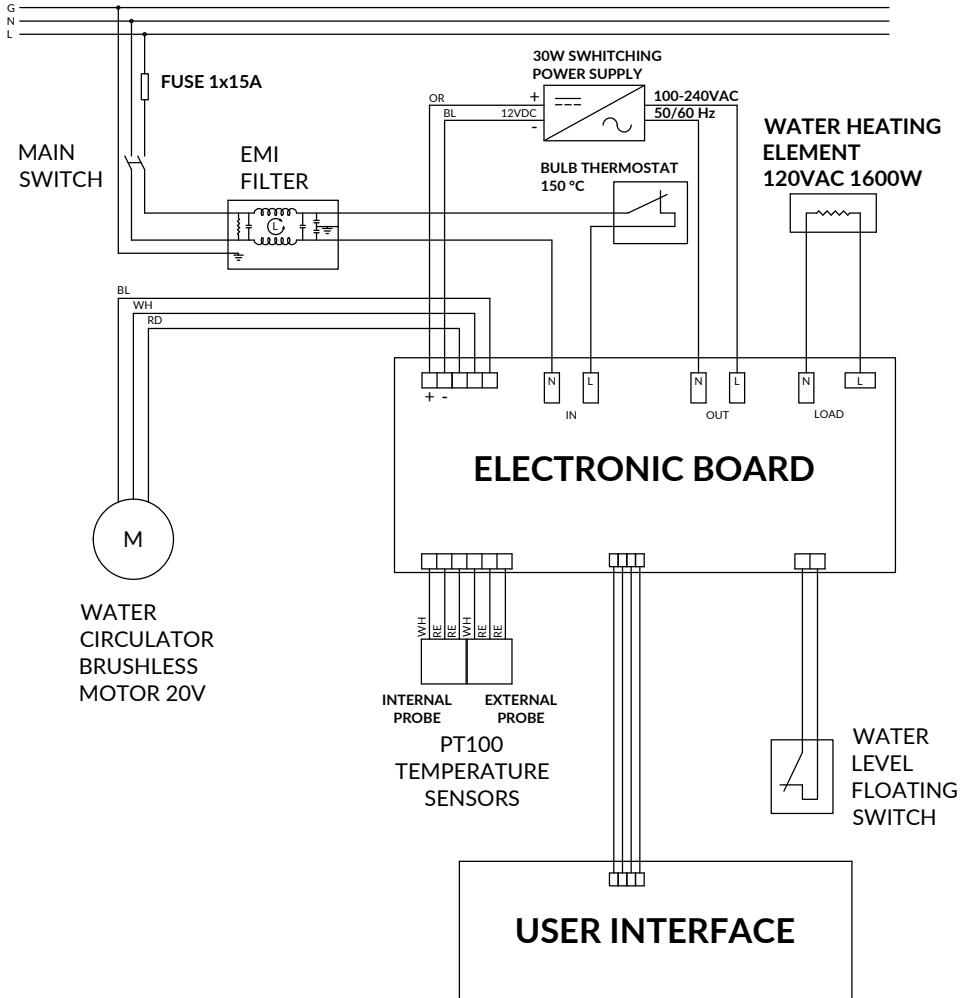 G
N
L
FUSE 1x15A
MAIN
SWITCH
EMI
FILTER
L
30W SWHITCHING
POWER SUPPLY
OR
BL
+
12VDC
-
100-240VAC
50/60 Hz
BULB THERMOSTAT
150 °C
WATER HEATING
ELEMENT
120VAC 1600W
BL
WH
RD
+ -
N
L
IN
N
L
OUT
N
L
LOAD
ELECTRONIC BOARD
M
WATER
CIRCULATOR
BRUSHLESS
MOTOR 20V
WH
RE
RE
WH
RE
RE
INTERNAL
PROBE
EXTERNAL
PROBE
PT100
TEMPERATURE
SENSORS
WATER
LEVEL
FLOATING
SWITCH
USER INTERFACE